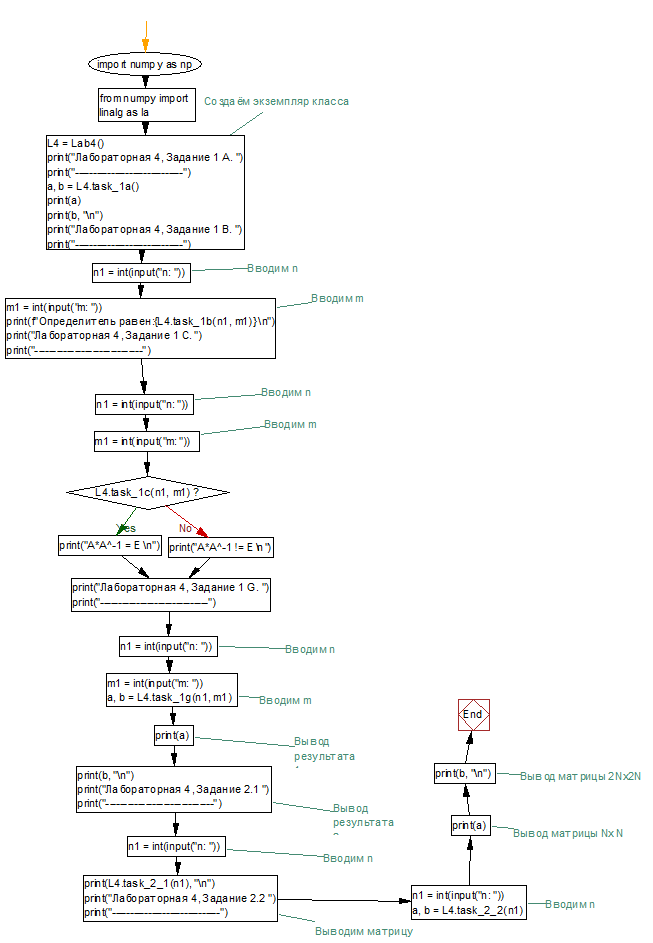 import numpy as np
from numpy import
linalg as la
Создаём экземпляр класса
L4 = Lab4()
print("Лабораторная 4, Задание 1 A. ")
print("------------------------------")
a, b = L4.task_1a()
print(a)
print(b, "\n")
print("Лабораторная 4, Задание 1 B. ")
print("------------------------------")
n1 = int(input("n: "))
Вводим n
m1 = int(input("m: "))
print(f"Определитель равен:{L4.task_1b(n1, m1)}\n")
print("Лабораторная 4, Задание 1 C. ")
print("------------------------------")
Вводим m
n1 = int(input("n: "))
Вводим n
m1 = int(input("m: "))
Вводим m
L4.task_1c(n1, m1) ?
Yes
No
print("A*A^-1 = E \n")
print("A*A^-1 != E \n")
print("Лабораторная 4, Задание 1 G. ")
print("------------------------------")
n1 = int(input("n: "))
Вводим n
m1 = int(input("m: "))
a, b = L4.task_1g(n1, m1)
Вводим m
print(a)
Вывод
результата
print(b, "\n")
print("Лабораторная 4, Задание 2.1 ")
print("------------------------------")
Вывод
результата
n1 = int(input("n: "))
Вводим n
print(L4.task_2_1(n1), "\n")
print("Лабораторная 4, Задание 2.2 ")
print("------------------------------")
Выводим матрицу
n1 = int(input("n: "))
a, b = L4.task_2_2(n1)
Вводим n
print(a)
Вывод матрицы NxN
print(b, "\n")
Вывод матрицы 2Nx2N
End